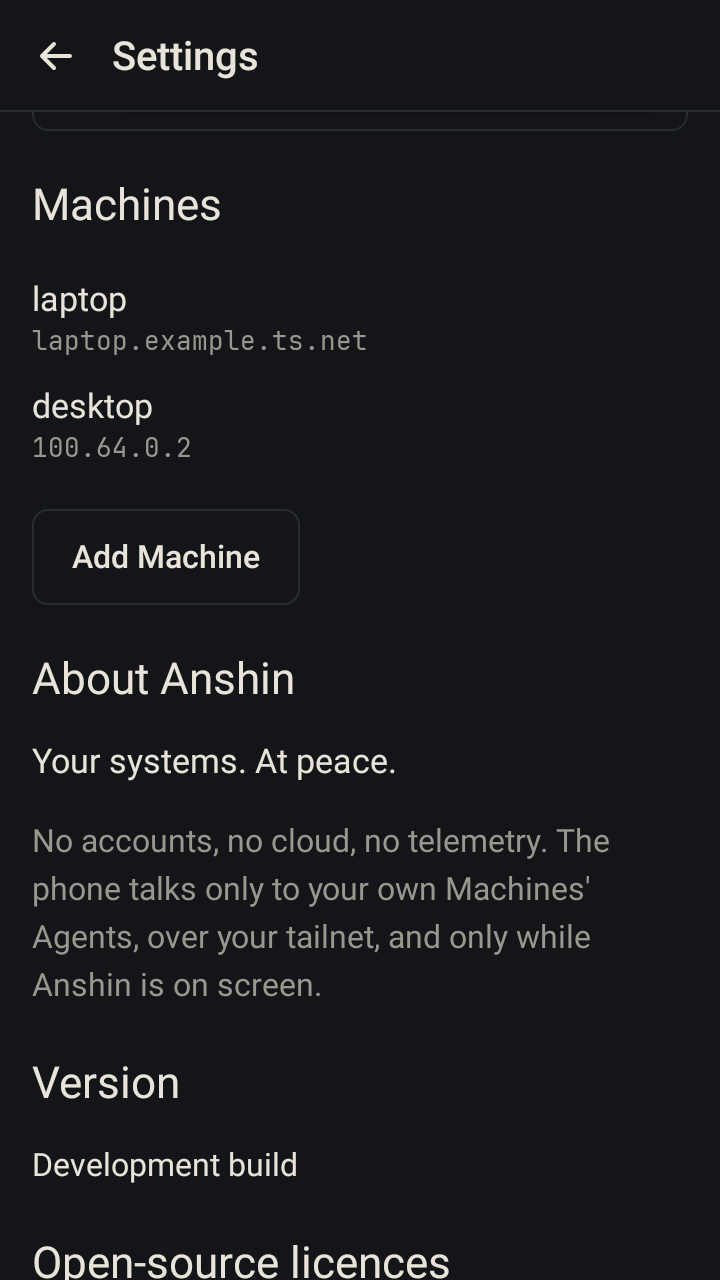 Settings
Machines
laptop
laptop.example.ts.net
desktop
100.64.0.2
Add Machine
About Anshin
Your systems. At peace.
No accounts, no cloud, no telemetry. The
phone talks only to your own Machines'
Agents, over your tailnet, and only while
Anshin is on screen.
Version
Development build
Open-source licences